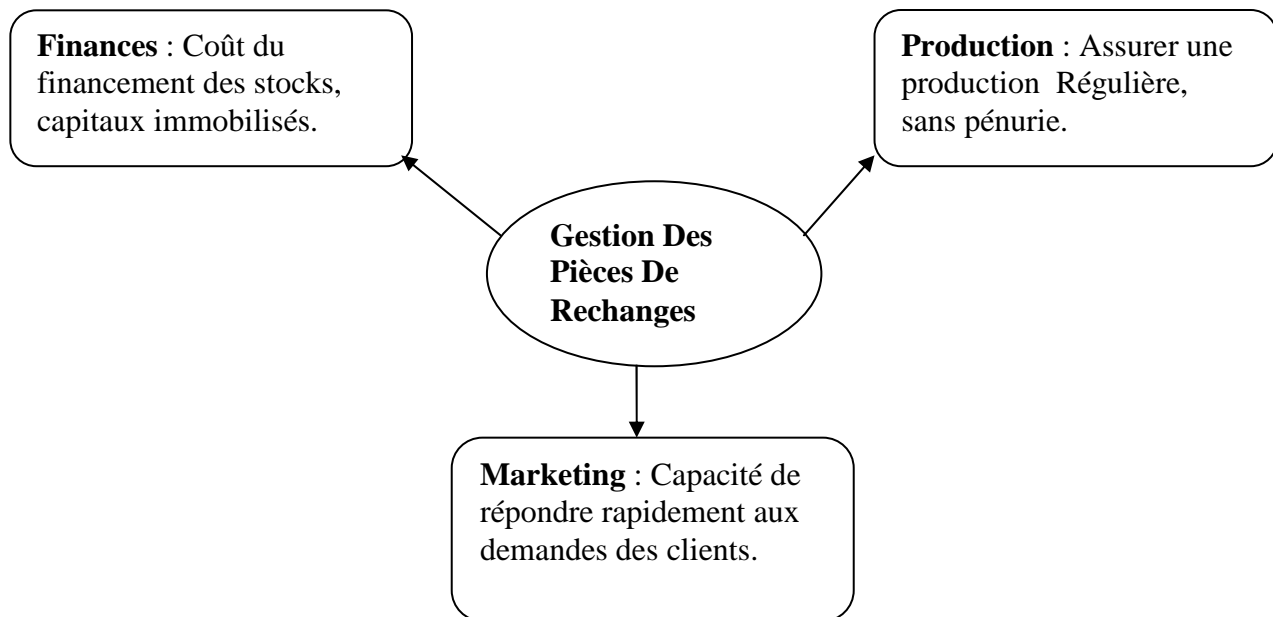 Finances : Coût du
financement des stocks,
capitaux immobilisés.
Production : Assurer une
production Régulière,
sans pénurie.
Gestion Des
Pièces De
Rechanges
Marketing : Capacité de
répondre rapidement aux
demandes des clients.